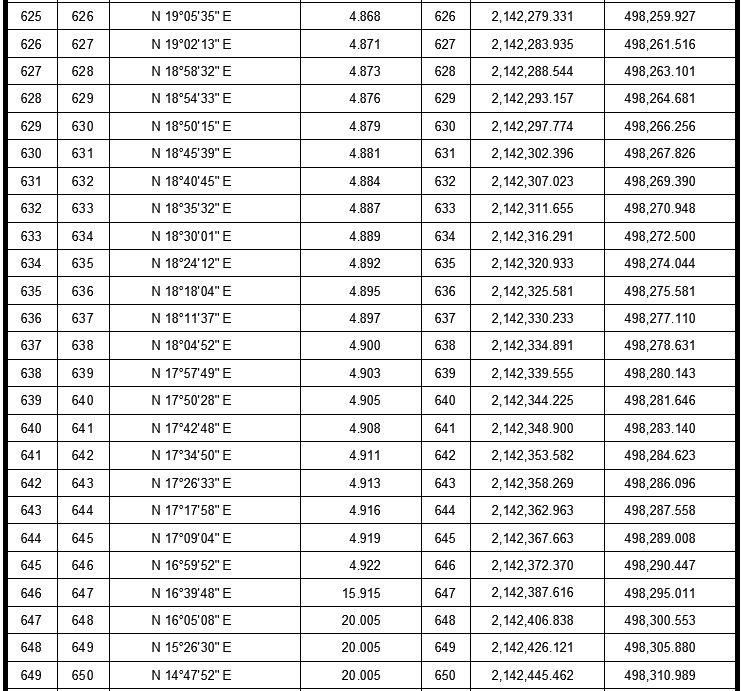 625 626 N 19°05'35" E 4.868 626 2,142,279.331 498,259.927
626 627 N 19°02'13" E 4.871 627 2,142,283.935 498,261.516
627 628 N 18°58'32" E 4.873 628 2,142,288.544 498,263.101
628 629 N 18°54'33" E 4.876 629 2,142,293.157 498,264.681
629 630 N 18°50'15" E 4.879 630 2,142,297.774 498,266.256
630 631 N 18°45'39" E 4.881 631 2,142,302.396 498,267.826
631 632 N 18°40'45" E 4.884 632 2,142,307.023 498,269.390
632 633 N 18°35'32" E 4.887 633 2,142,311.655 498,270.948
633 634 N 18°30'01" E 4.889 634 2,142,316.291 498,272.500
634 635 N 18°24'12" E 4.892 635 2,142,320.933 498,274.044
635 636 N 18°18'04" E 4.895 636 2,142,325.581 498,275.581
636 637 N 18°11'37" E 4.897 637 2,142,330.233 498,277.110
637 638 N 18°04'52" E 4.900 638 2,142,334.891 498,278.631
638 639 N 17°57'49" E 4.903 639 2,142,339.555 498,280.143
639 640 N 17°50'28" E 4.905 640 2,142,344.225 498,281.646
640 641 N 17°42'48" E 4.908 641 2,142,348.900 498,283.140
641 642 N 17°34'50" E 4.911 642 2,142,353.582 498,284.623
642 643 N 17°26'33" E 4.913 643 2,142,358.269 498,286.096
643 644 N 17°17'58" E 4.916 644 2,142,362.963 498,287.558
644 645 N 17°09'04" E 4.919 645 2,142,367.663 498,289.008
645 646 N 16°59'52" E 4.922 646 2,142,372.370 498,290.447
646 647 N 16°39'48" E 15.915 647 2,142,387.616 498,295.011
647 648 N 16°05'08" E 20.005 648 2,142,406.838 498,300.553
648 649 N 15°26'30" E 20.005 649 2,142,426.121 498,305.880
649 650 N 14°47'52" E 20.005 650 2,142,445.462 498,310.989